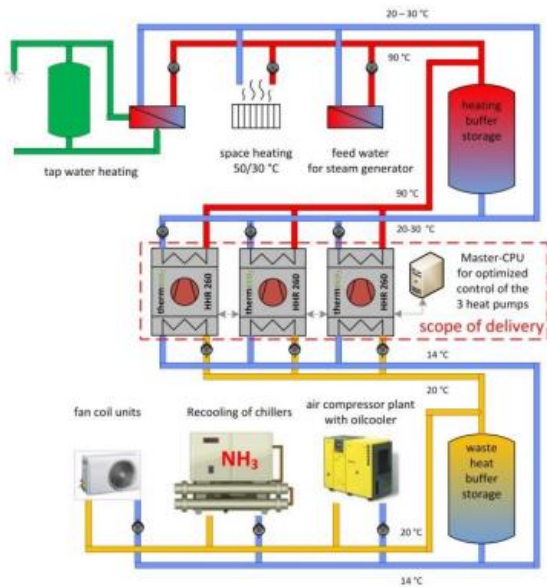 20 – 30 °C
90 °C
heating
buffer
storage
tap water heating
space heating
50/30 °C
feed water
for steam generator
90 °C
20-30 °C
therm
HHR 260
therm
HHR 260
therm
HHR 260
Master-CPU
for optimized
control of the
3 heat pumps
scope of delivery
14 °C
20 °C
fan coil units
Recooling of chillers
air compressor plant
with oilcooler
NH3
waste
heat
buffer
storage
20 °C
14 °C